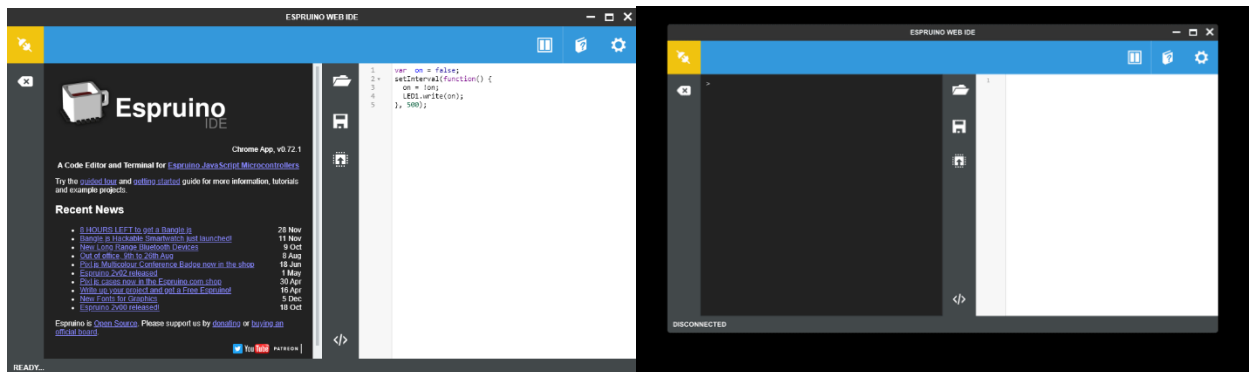 ESPRUINO WEB IDE
Espruino
IDE
Chrome App, v0.72.1
A Code Editor and Terminal for Espruino JavaScript Microcontrollers
Try the guided tour and getting started guide for more information, tutorials
and example projects.
Recent News
8 HOURS LEFT to get a Bangle.js 28 Nov
Bangle.js Hackable Smartwatch just launched! 11 Nov
New Long Range Bluetooth Devices 9 Oct
Out of office, 9th to 26th Aug 8 Aug
Pixl.js Multicolour Conference Badge now in the shop 18 Jun
Espruino 2v02 released 1 May
Pixl.js cases now in the Espruino.com shop 30 Apr
Write up your project and get a Free Espruino! 16 Apr
New Fonts for Graphics 5 Dec
Espruino 2v00 released! 18 Oct
Espruino is Open Source. Please support us by donating or buying an
official board.
YouTube PATREON
1 var on = false;
2 setInterval(function() {
3 on = !on;
4 LED1.write(on);
5 }, 500);
</>
READY...
ESPRUINO WEB IDE
>
1
</>
DISCONNECTED